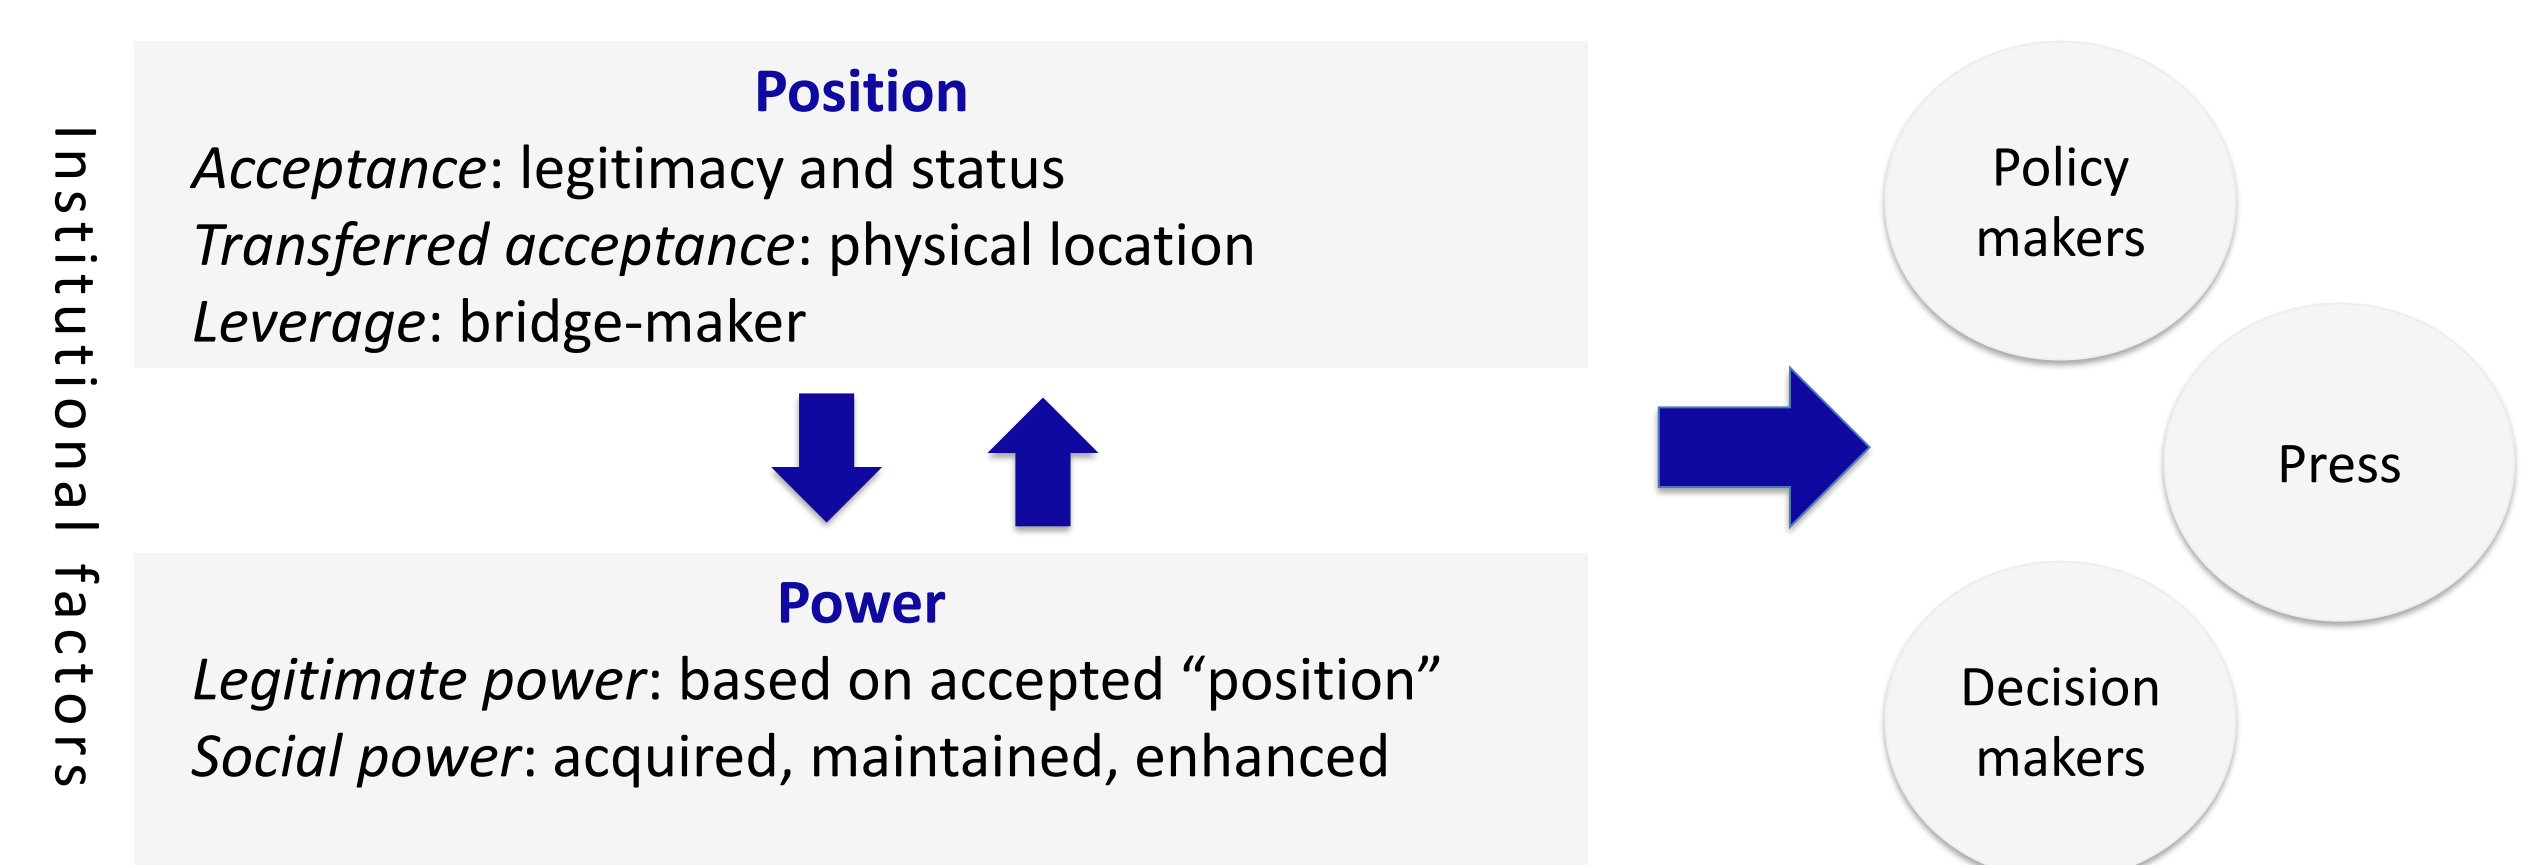 Institutional factors
Position
Acceptance: legitimacy and status
Transferred acceptance: physical location
Leverage: bridge-maker
Power
Legitimate power: based on accepted “position”
Social power: acquired, maintained, enhanced
Policy
makers
Press
Decision
makers